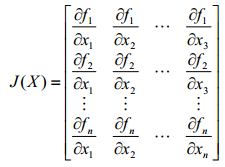 J(X) = [ ∂f₁/∂x₁ ∂f₁/∂x₂ ⋯ ∂f₁/∂x₃
∂f₂/∂x₁ ∂f₂/∂x₂ ⋯ ∂f₂/∂x₃
⋮ ⋮ ⋮
∂fₙ/∂x₁ ∂fₙ/∂x₂ ⋯ ∂fₙ/∂xₙ ]